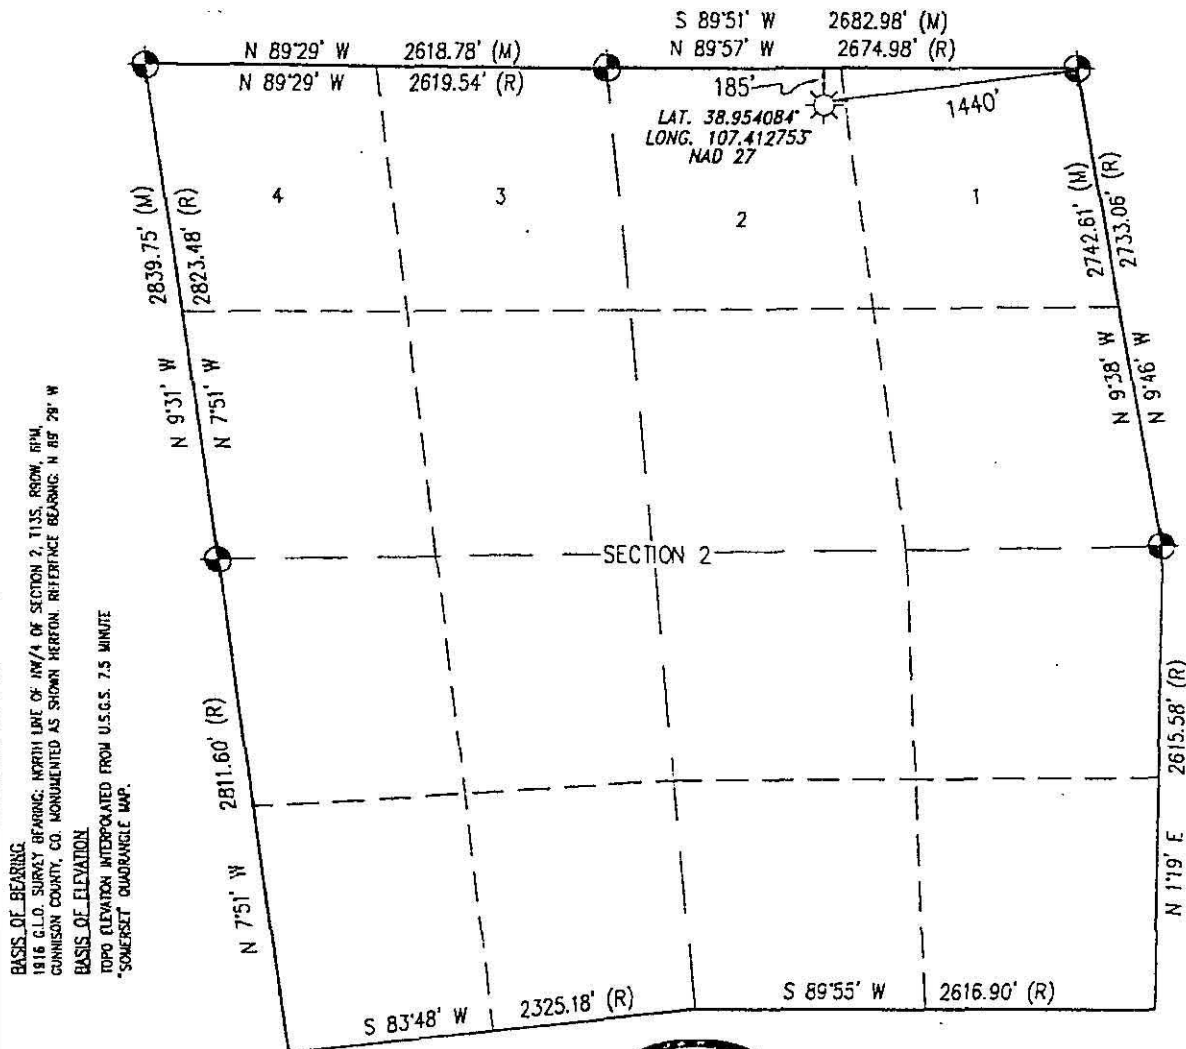 S 89°51' W 2682.98' (M)
N 89°29' W 2618.78' (M) N 89°57' W 2674.98' (R)
N 89°29' W 2619.54' (R)
185'
1440'
LAT. 38.954084°
LONG. 107.412753°
NAD 27
4 3 2 1
2839.75' (M)
2823.48' (R)
2742.61' (M)
2733.06' (R)
N 9°31' W
N 7°51' W
N 9°38' W
N 9°46' W
SECTION 2
2811.60' (R)
N 7°51' W
2615.58' (R)
N 1°19' E
S 83°48' W 2325.18' (R)
S 89°55' W 2616.90' (R)
BASIS OF BEARING
1916 G.L.O. SURVEY BEARING: NORTH LINE OF NW/4 OF SECTION 2, T13S, R90W, 6PM,
GUNNISON COUNTY, CO. MONUMENTED AS SHOWN HEREON. REFERENCE BEARING: N 89° 29' W
BASIS OF ELEVATION
TOPO ELEVATION INTERPOLATED FROM U.S.G.S. 7.5 MINUTE
"SOMERSET" QUADRANGLE MAP.